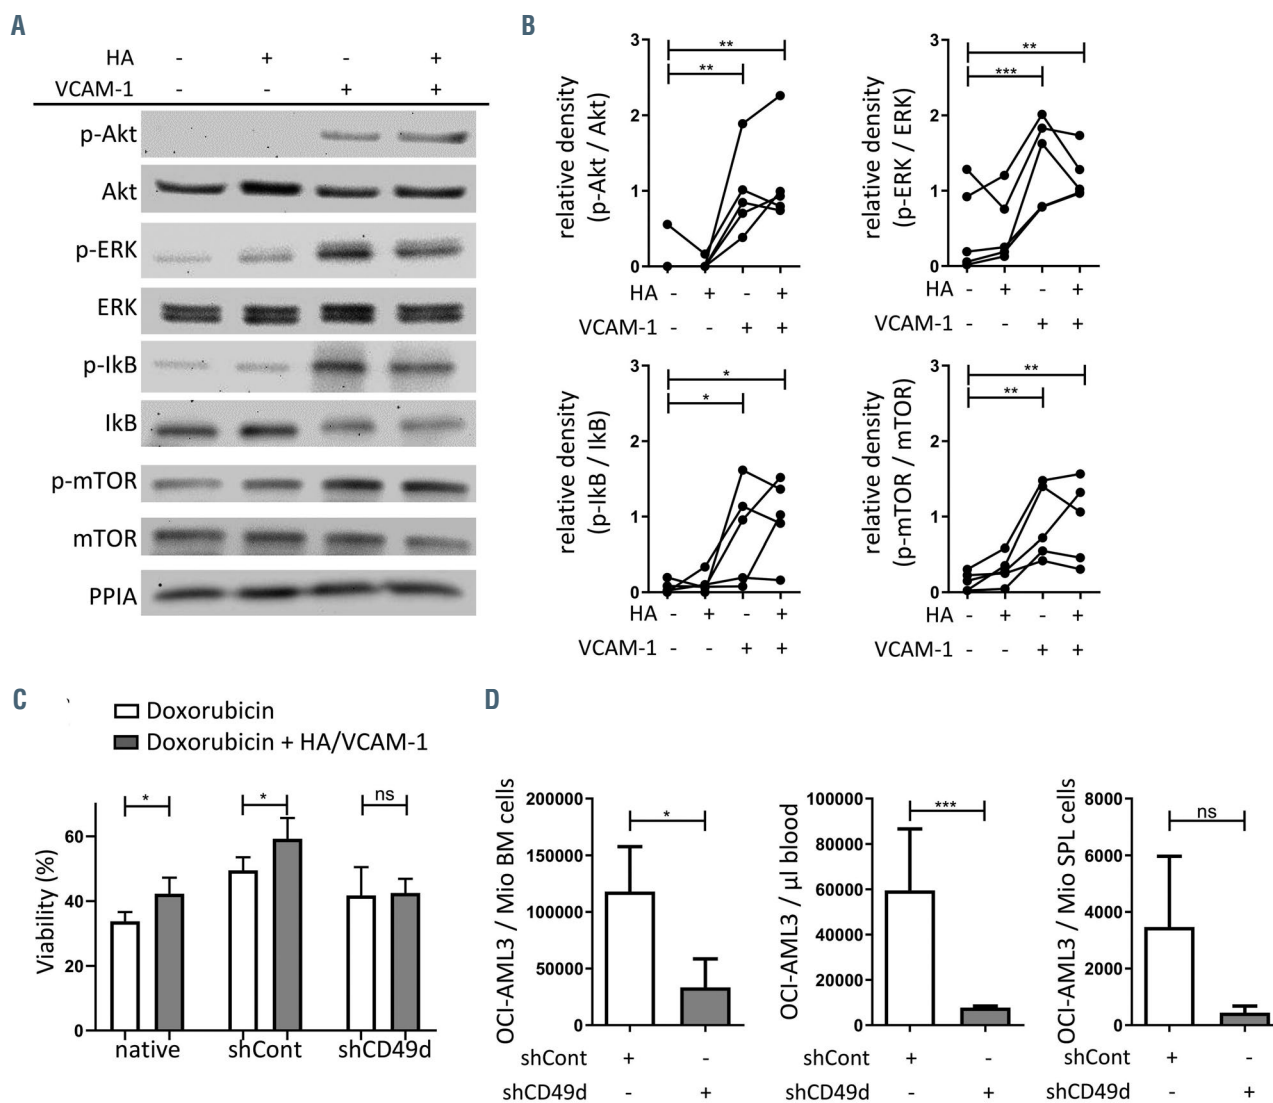 A
HA - + - +
VCAM-1 - - + +
p-Akt
Akt
p-ERK
ERK
p-IkB
IkB
p-mTOR
mTOR
PPIA
B
relative density
(p-Akt / Akt)
3
2
1
0
**
**
HA - + - +
VCAM-1 - - + +
relative density
(p-ERK / ERK)
3
2
1
0
**
***
HA - + - +
VCAM-1 - - + +
relative density
(p-IkB / IkB)
3
2
1
0
*
*
HA - + - +
VCAM-1 - - + +
relative density
(p-mTOR / mTOR)
3
2
1
0
**
**
HA - + - +
VCAM-1 - - + +
C
Doxorubicin
Doxorubicin + HA/VCAM-1
Viability (%)
60
40
20
0
* * ns
native shCont shCD49d
D
OCI-AML3 / Mio BM cells
200000
150000
100000
50000
0
*
shCont + -
shCD49d - +
OCI-AML3 / µl blood
100000
80000
60000
40000
20000
0
***
shCont + -
shCD49d - +
OCI-AML3 / Mio SPL cells
8000
6000
4000
2000
0
ns
shCont + -
shCD49d - +